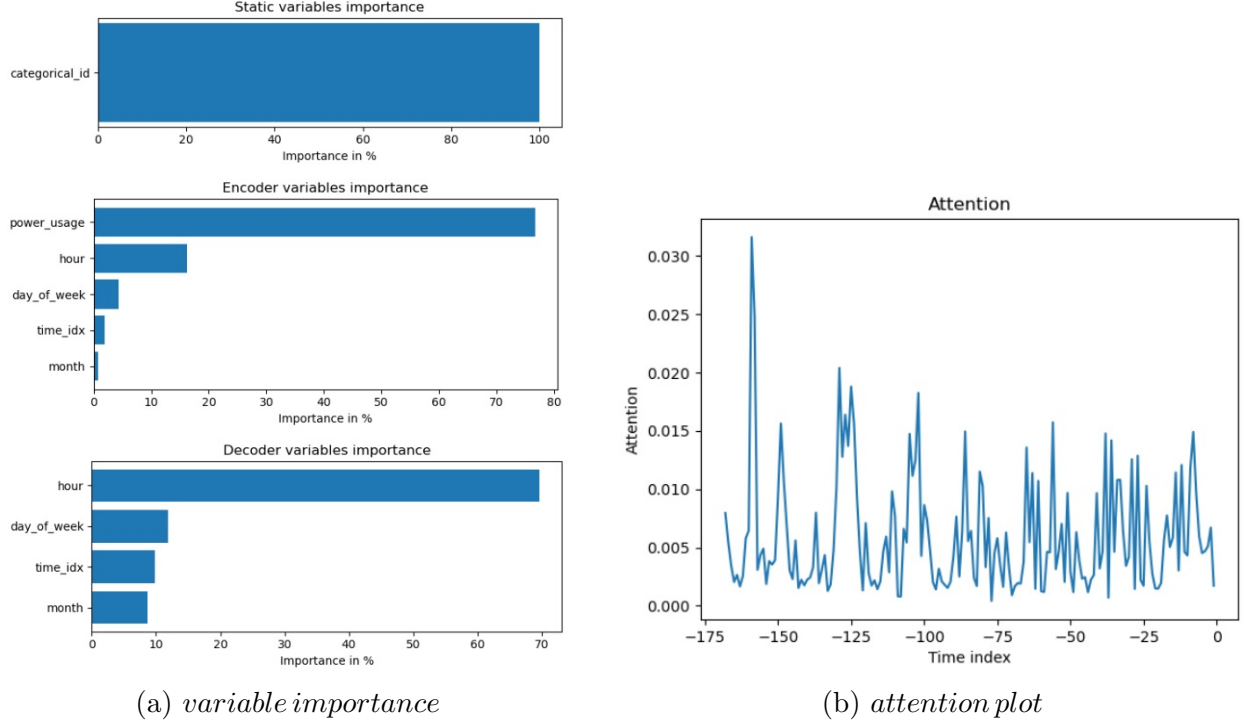 Static variables importance
categorical_id
0 20 40 60 80 100
Importance in %
Encoder variables importance
power_usage
hour
day_of_week
time_idx
month
0 10 20 30 40 50 60 70 80
Importance in %
Decoder variables importance
hour
day_of_week
time_idx
month
0 10 20 30 40 50 60 70
Importance in %
(a) variable importance
Attention
0.030
0.025
0.020
0.015
0.010
0.005
0.000
Attention
−175 −150 −125 −100 −75 −50 −25 0
Time index
(b) attention plot